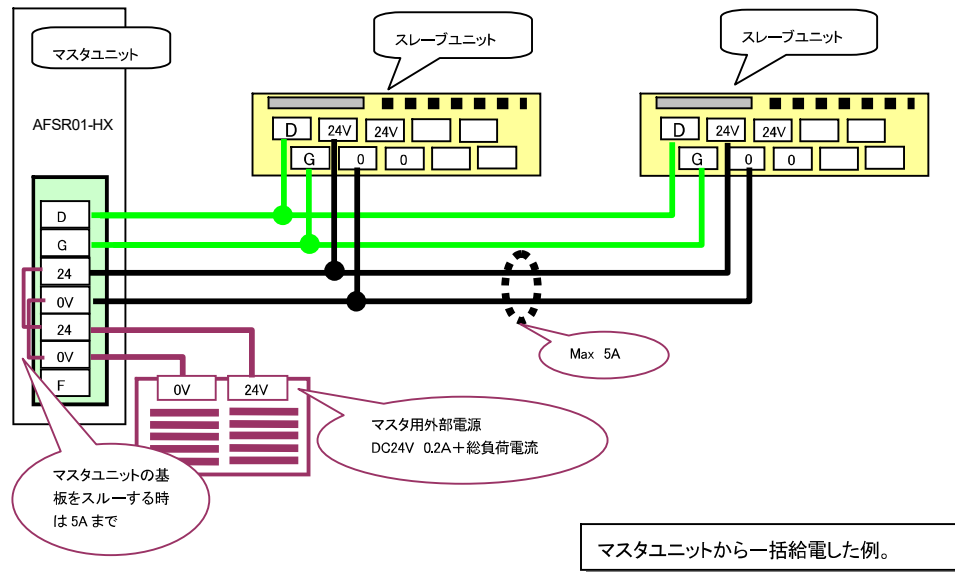 マスタユニット
スレーブユニット
スレーブユニット
AFSR01-HX
D 24V 24V
G 0 0
D 24V 24V
G 0 0
D
G
24
0V
24
0V
F
Max 5A
0V 24V
マスタ用外部電源
DC24V 0.2A＋総負荷電流
マスタユニットの基
板をスルーする時
は 5A まで
マスタユニットから一括給電した例。